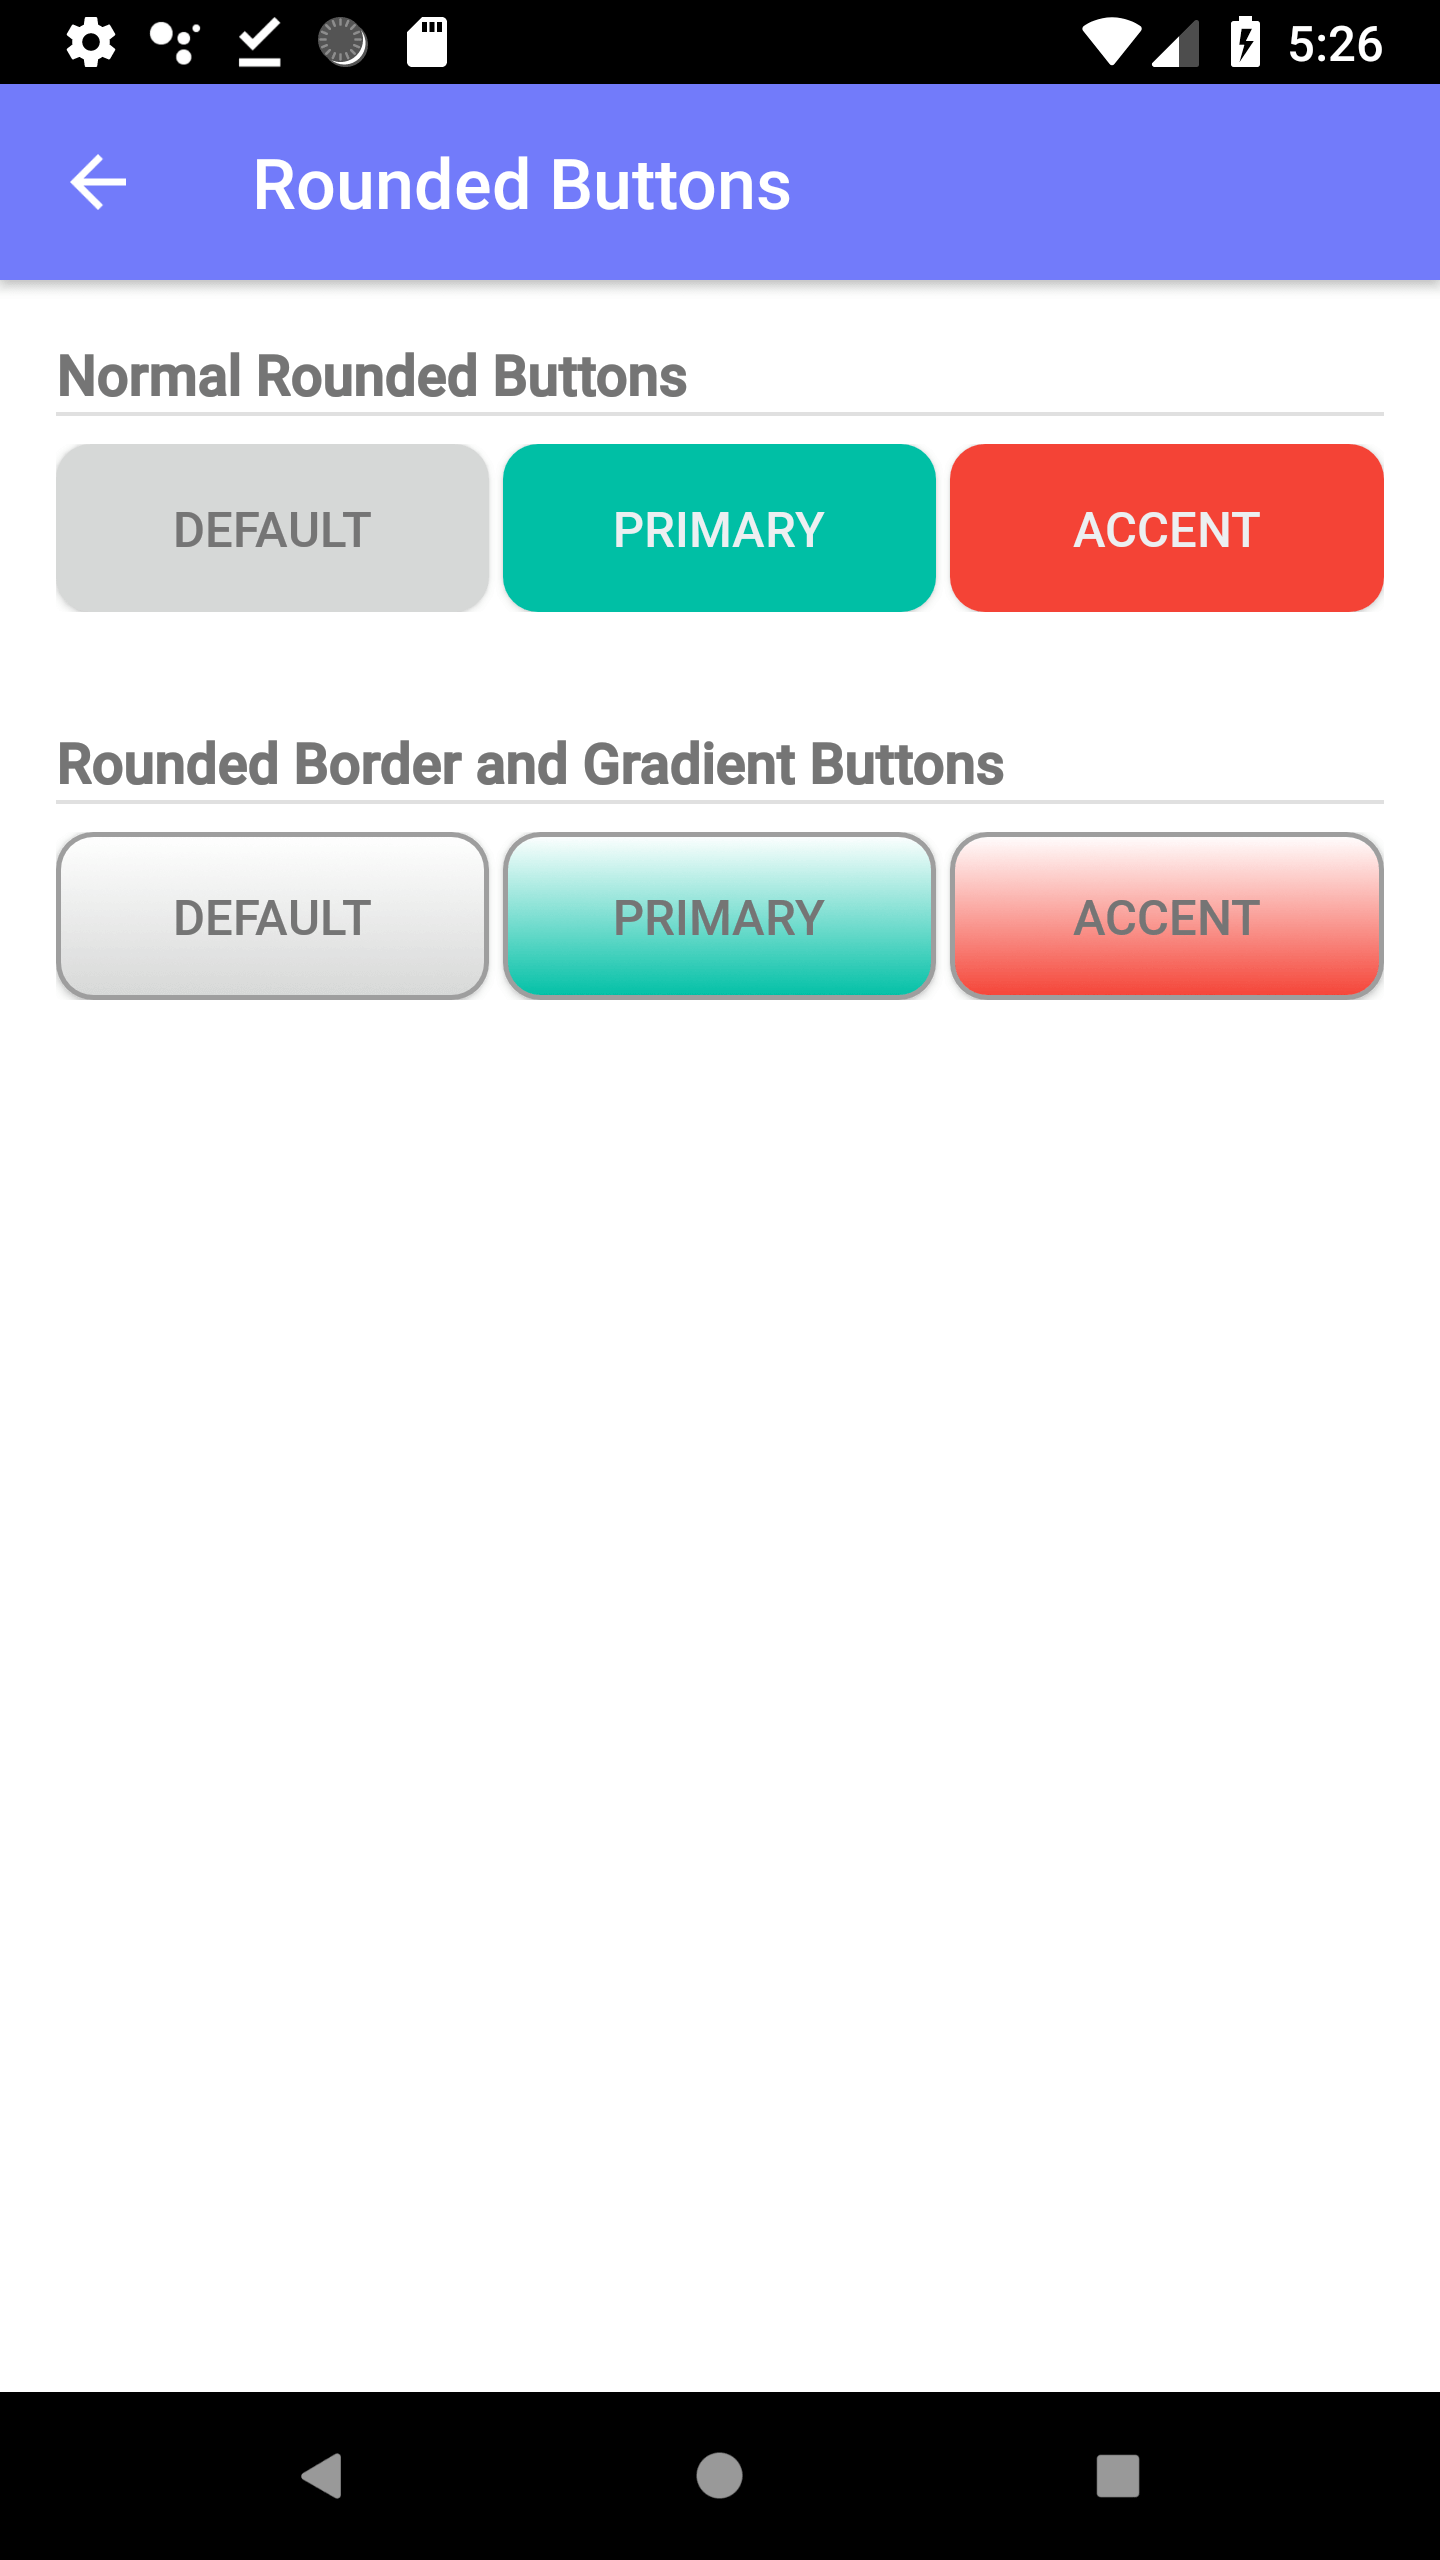 5:26
Rounded Buttons
Normal Rounded Buttons
DEFAULT PRIMARY ACCENT
Rounded Border and Gradient Buttons
DEFAULT PRIMARY ACCENT